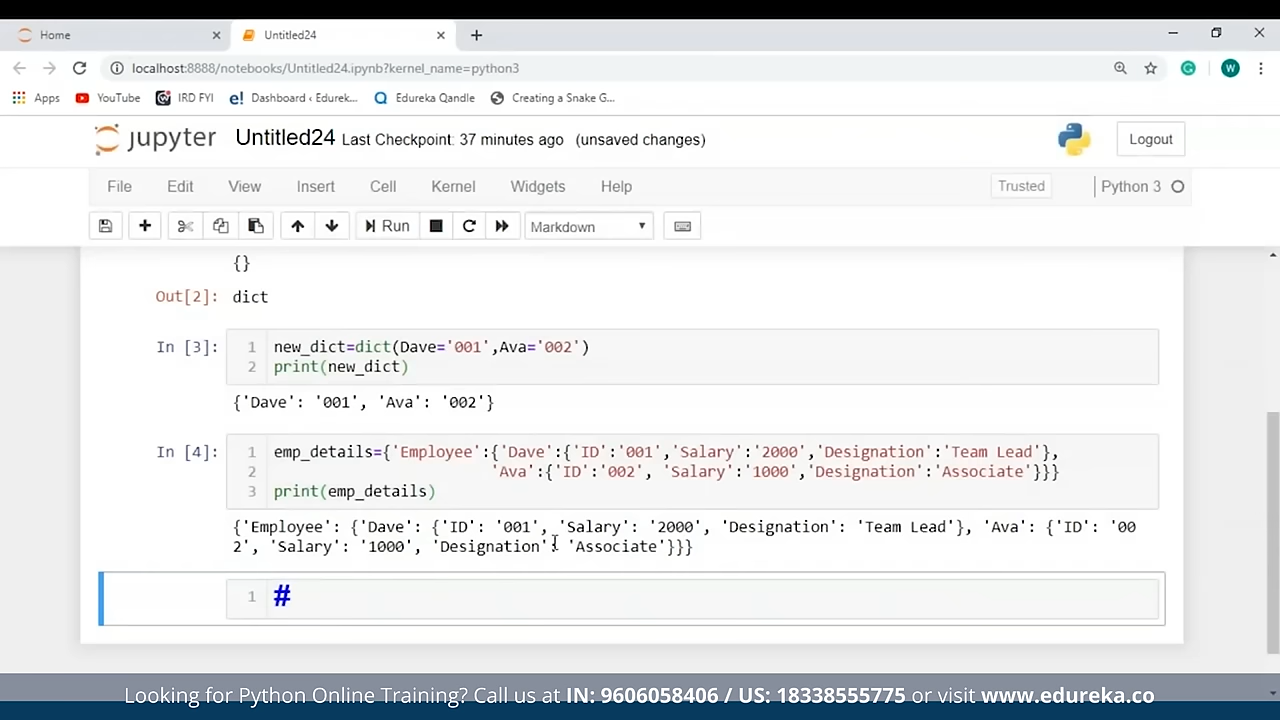 Home
Untitled24
localhost:8888/notebooks/Untitled24.ipynb?kernel_name=python3
W
Apps
YouTube
IRD FYI
Dashboard ‹ Edurek...
Edureka Qandle
Creating a Snake G...
jupyter Untitled24 Last Checkpoint: 37 minutes ago (unsaved changes)
Logout
File Edit View Insert Cell Kernel Widgets Help
Trusted
Python 3
Run
Markdown
{}
Out[2]: dict
In [3]: 1 new_dict=dict(Dave='001',Ava='002')
2 print(new_dict)
{'Dave': '001', 'Ava': '002'}
In [4]: 1 emp_details={'Employee':{'Dave':{'ID':'001','Salary':'2000','Designation':'Team Lead'},
2 'Ava':{'ID':'002', 'Salary':'1000','Designation':'Associate'}}}
3 print(emp_details)
{'Employee': {'Dave': {'ID': '001', 'Salary': '2000', 'Designation': 'Team Lead'}, 'Ava': {'ID': '00
2', 'Salary': '1000', 'Designation': 'Associate'}}}
1 #
Looking for Python Online Training? Call us at IN: 9606058406 / US: 18338555775 or visit www.edureka.co